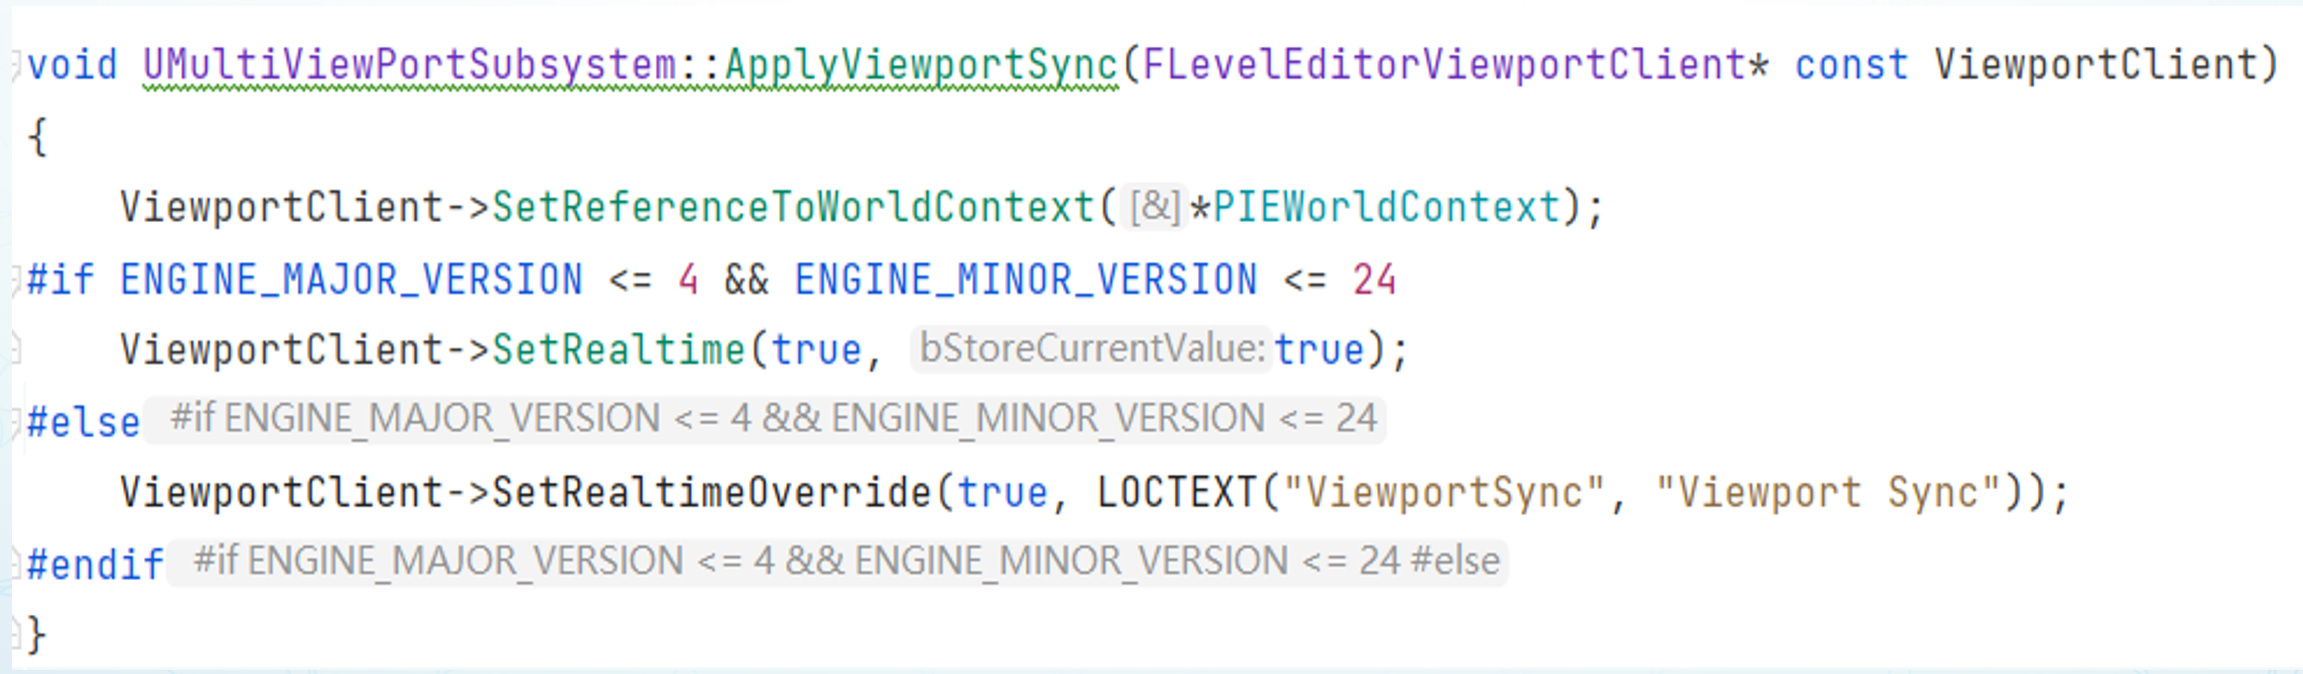 void UMultiViewPortSubsystem::ApplyViewportSync(FLevelEditorViewportClient* const ViewportClient)
{
    ViewportClient->SetReferenceToWorldContext([&]*PIEWorldContext);
#if ENGINE_MAJOR_VERSION <= 4 && ENGINE_MINOR_VERSION <= 24
    ViewportClient->SetRealtime(true, bStoreCurrentValue:true);
#else #if ENGINE_MAJOR_VERSION <= 4 && ENGINE_MINOR_VERSION <= 24
    ViewportClient->SetRealtimeOverride(true, LOCTEXT("ViewportSync", "Viewport Sync"));
#endif #if ENGINE_MAJOR_VERSION <= 4 && ENGINE_MINOR_VERSION <= 24 #else
}